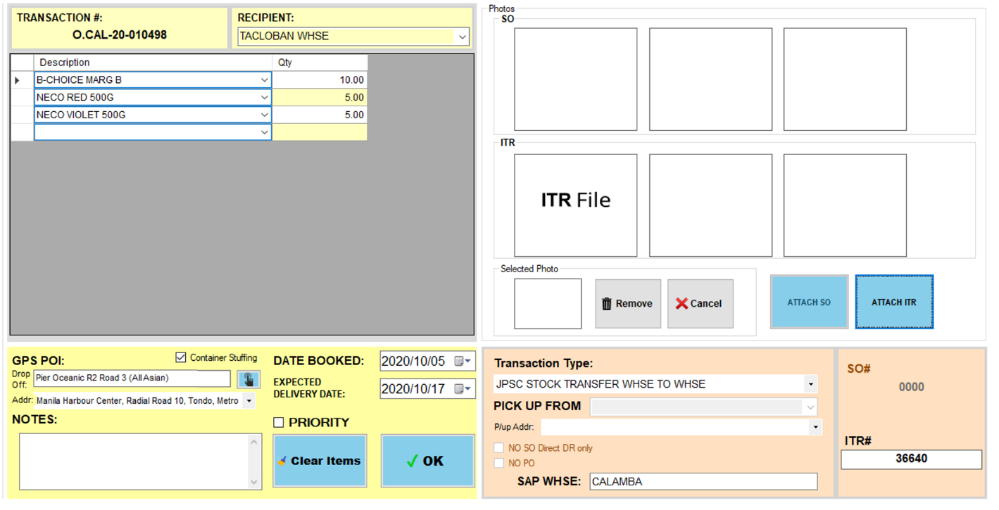 TRANSACTION #:
O.CAL-20-010498
RECIPIENT:
TACLOBAN WHSE
Description Qty
B-CHOICE MARG B 10.00
NECO RED 500G 5.00
NECO VIOLET 500G 5.00
GPS POI:
Container Stuffing
Drop Off: Pier Oceanic R2 Road 3 (All Asian)
Addr: Manila Harbour Center, Radial Road 10, Tondo, Metro
NOTES:
DATE BOOKED: 2020/10/05
EXPECTED
DELIVERY DATE: 2020/10/17
PRIORITY
Clear Items
OK
Photos
SO
ITR
ITR File
Selected Photo
Remove
Cancel
ATTACH SO
ATTACH ITR
Transaction Type:
JPSC STOCK TRANSFER WHSE TO WHSE
PICK UP FROM
P/up Addr:
NO SO Direct DR only
NO PO
SAP WHSE: CALAMBA
SO#
0000
ITR#
36640